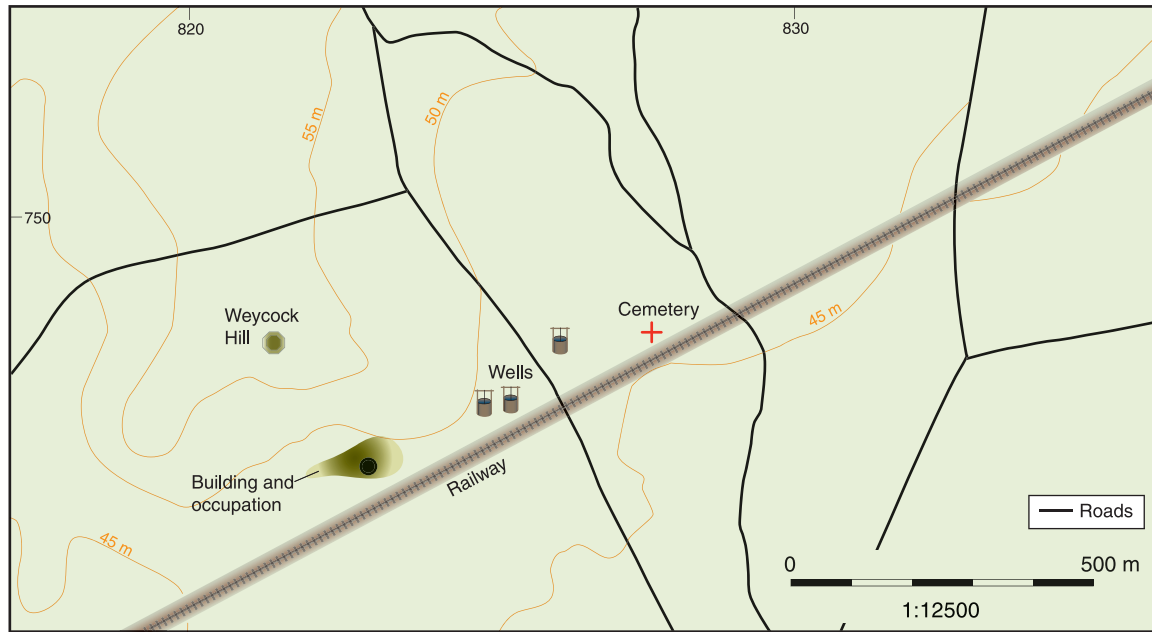 820
830
55 m
50 m
750
Weycock
Hill
Cemetery
45 m
Wells
Railway
Building and
occupation
45 m
Roads
0
500 m
1:12500